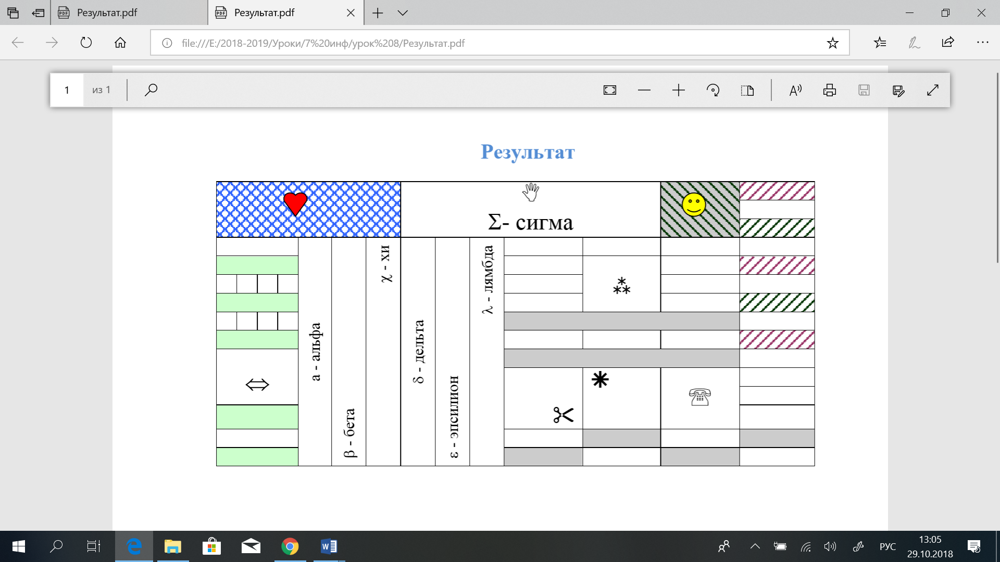 Результат.pdf
Результат.pdf
file:///E:/2018-2019/Уроки/7%20инф/урок%208/Результат.pdf
1 из 1
Результат
Σ- сигма
α - альфа
β - бета
χ - хи
δ - дельта
ε - эпсилион
λ - лямбда
РУС
13:05
29.10.2018